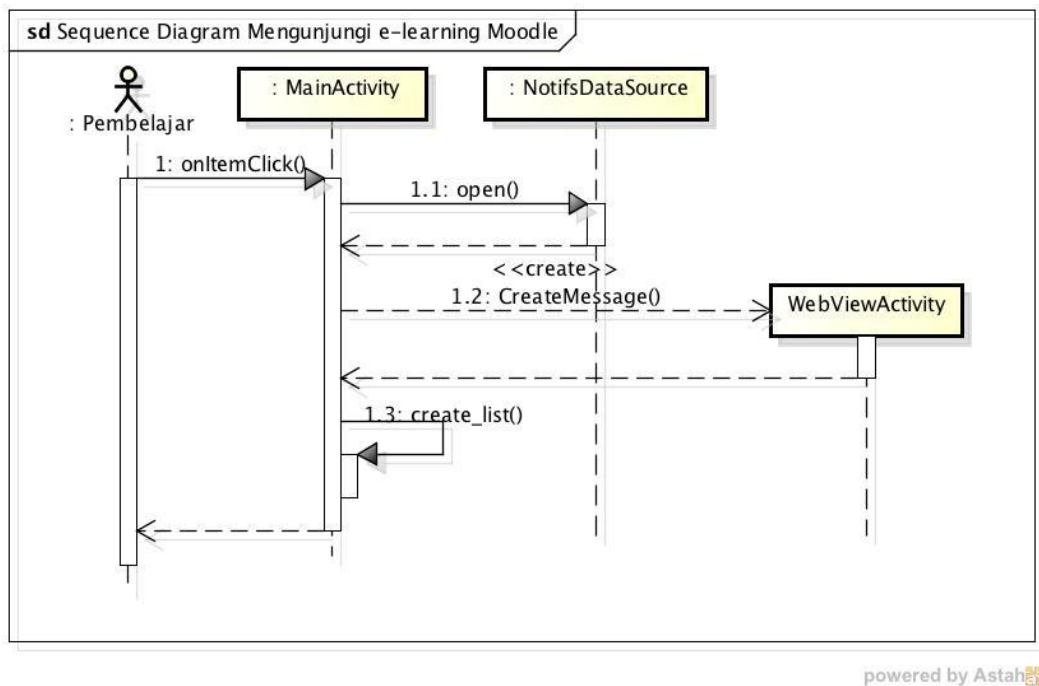 sd Sequence Diagram Mengunjungi e-learning Moodle
: Pembelajar
: MainActivity
: NotifsDataSource
1: onItemClick()
1.1: open()
<<create>>
1.2: CreateMessage()
WebViewActivity
1.3: create_list()
powered by Astah